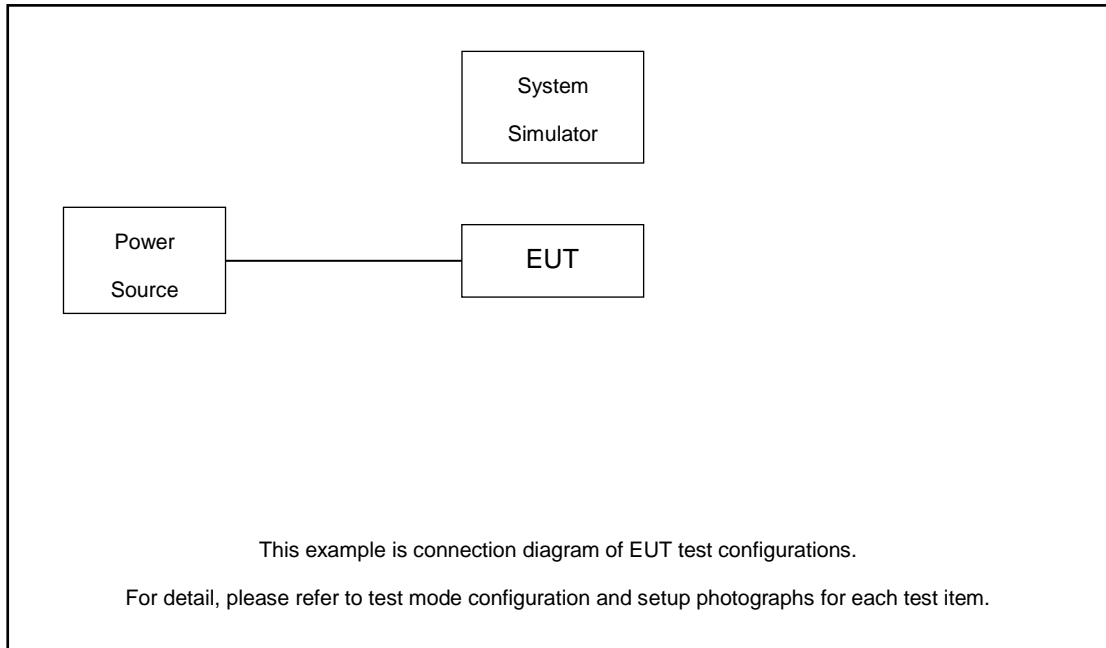 System
Simulator
Power
Source
EUT
This example is connection diagram of EUT test configurations.
For detail, please refer to test mode configuration and setup photographs for each test item.